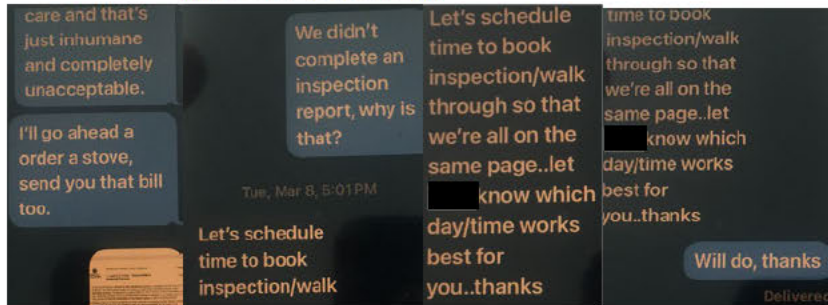 care and that's
just inhumane
and completely
unacceptable.
I'll go ahead a
order a stove,
send you that bill
too.
We didn't
complete an
inspection
report, why is
that?
Tue, Mar 8, 5:01 PM
Let's schedule
time to book
inspection/walk
Let's schedule
time to book
inspection/walk
through so that
we're all on the
same page..let
know which
day/time works
best for
you..thanks
time to book
inspection/walk
through so that
we're all on the
same page..let
know which
day/time works
best for
you..thanks
Will do, thanks
Delivered